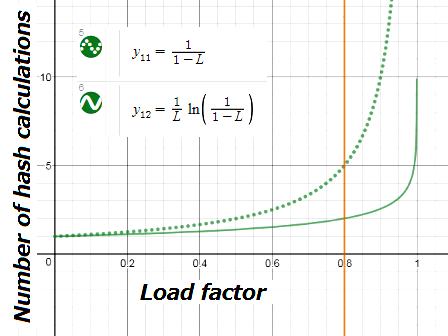 Number of hash calculations
5
y₁₁ = 1/(1 − L)
6
y₁₂ = 1/L ln(1/(1 − L))
10
5
0
0.2
0.4
0.6
0.8
1
Load factor